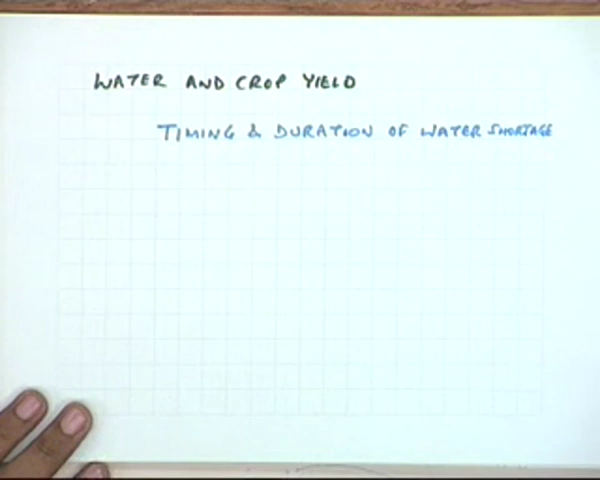 WATER AND CROP YIELD
TIMING & DURATION OF WATER SHORTAGE